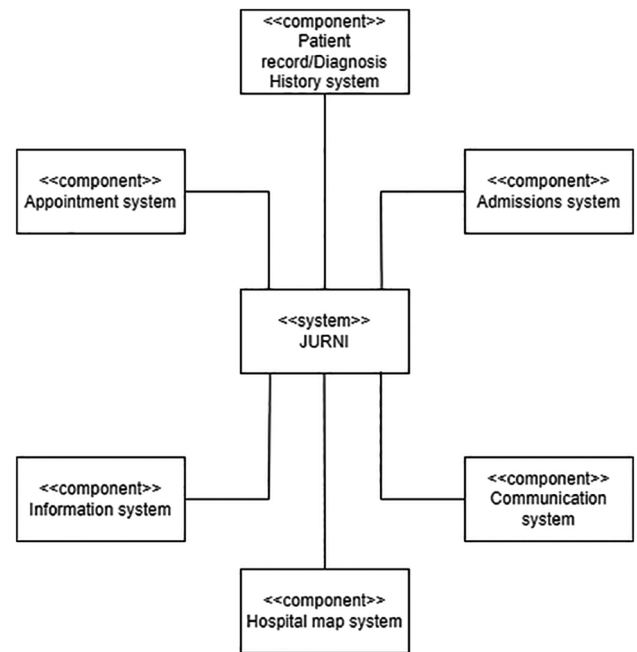 <<component>>
Patient
record/Diagnosis
History system
<<component>>
Appointment system
<<component>>
Admissions system
<<system>>
JURNI
<<component>>
Information system
<<component>>
Communication
system
<<component>>
Hospital map system